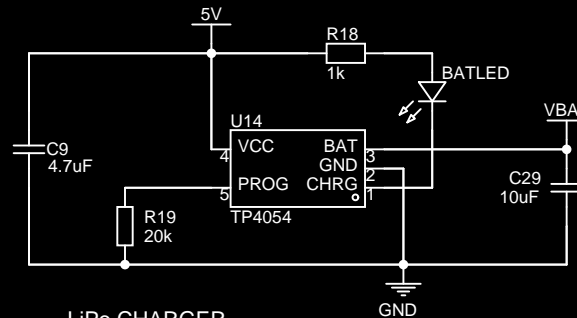 5V
R18
1k
BATLED
VBA
U14
VCC
BAT
4
3
GND
2
PROG
CHRG
5
1
TP4054
C9
4.7uF
R19
20k
C29
10uF
GND